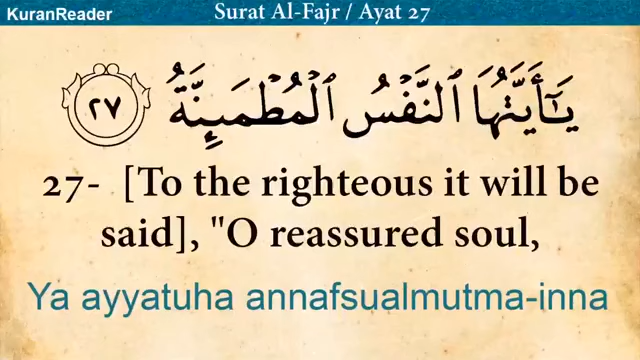 KuranReader
Surat Al-Fajr / Ayat 27
يَـٰٓأَيَّتُهَا ٱلنَّفْسُ ٱلْمُطْمَئِنَّةُ ٢٧
27- [To the righteous it will be
said], "O reassured soul,
Ya ayyatuha annafsualmutma-inna